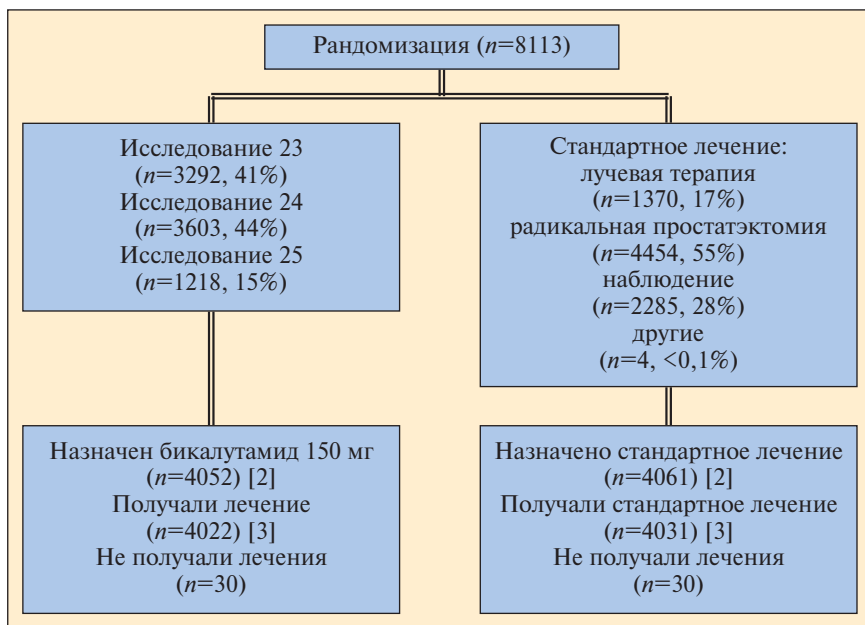 Рандомизация (n=8113)
Исследование 23
(n=3292, 41%)
Исследование 24
(n=3603, 44%)
Исследование 25
(n=1218, 15%)
Стандартное лечение:
лучевая терапия
(n=1370, 17%)
радикальная простатэктомия
(n=4454, 55%)
наблюдение
(n=2285, 28%)
другие
(n=4, <0,1%)
Назначен бикалутамид 150 мг
(n=4052) [2]
Получали лечение
(n=4022) [3]
Не получали лечения
(n=30)
Назначено стандартное лечение
(n=4061) [2]
Получали стандартное лечение
(n=4031) [3]
Не получали лечения
(n=30)